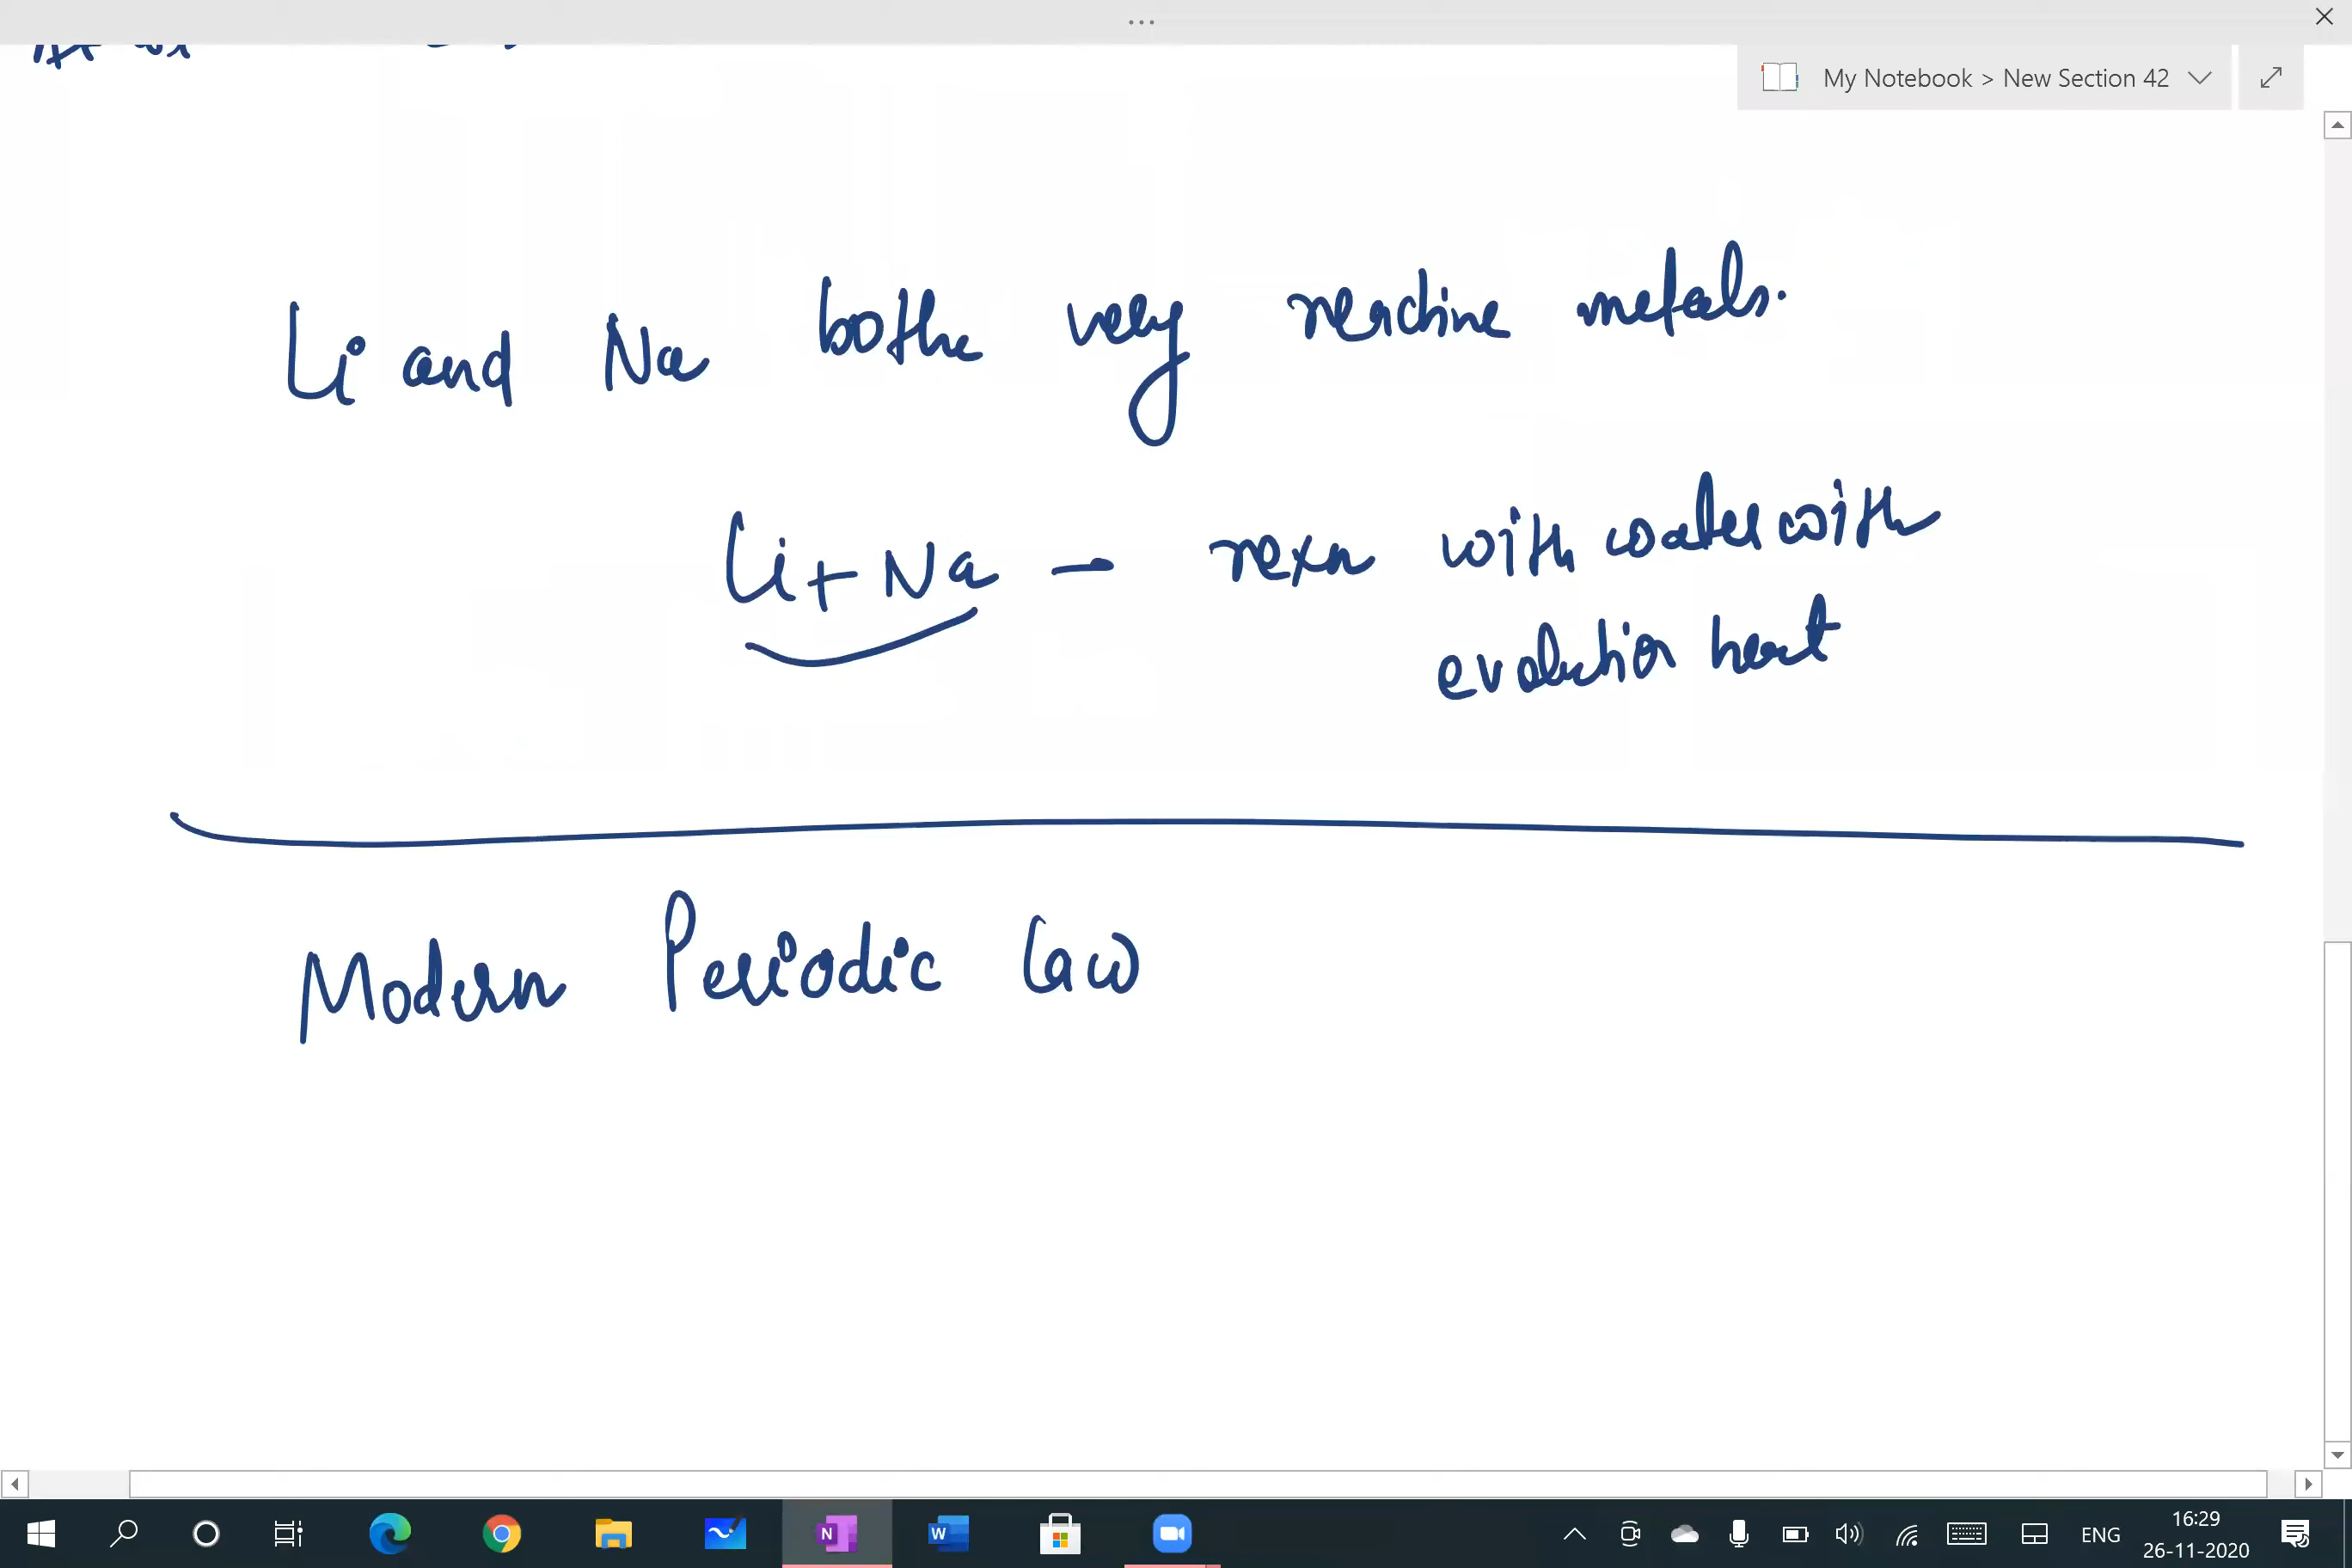 My Notebook > New Section 42
Li and Na bothe very reactive metals.
Li + Na — rexn with water with
evolution heat
Modern Periodic Law
ENG
16:29
26-11-2020